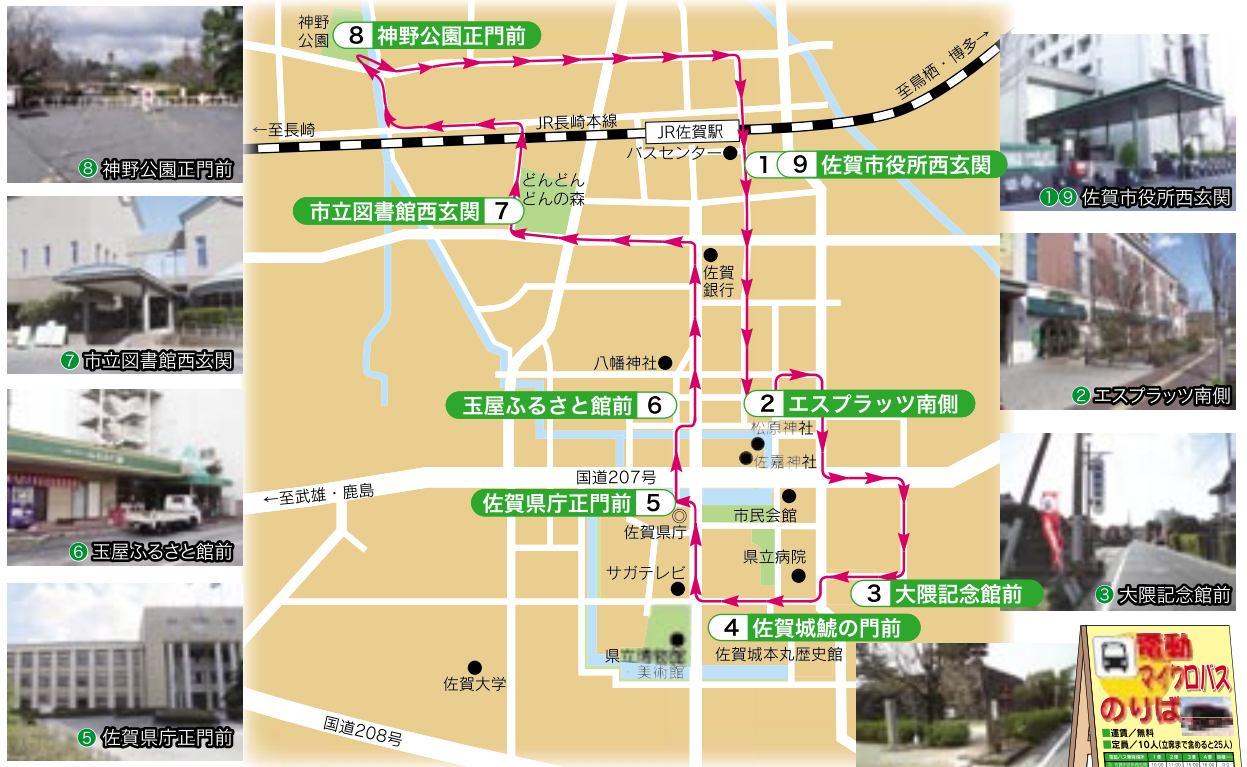 神野
公園
8 神野公園正門前
至鳥栖・博多→
←至長崎
JR長崎本線
JR佐賀駅
バスセンター
1 9 佐賀市役所西玄関
どんどん
どんの森
市立図書館西玄関 7
佐賀
銀行
八幡神社
玉屋ふるさと館前 6
2 エスプラッツ南側
松原神社
佐嘉神社
国道207号
←至武雄・鹿島
佐賀県庁正門前 5
佐賀県庁
市民会館
県立病院
サガテレビ
3 大隈記念館前
4 佐賀城鯱の門前
佐賀城本丸歴史館
県立博物館
・美術館
佐賀大学
国道208号
8 神野公園正門前
7 市立図書館西玄関
6 玉屋ふるさと館前
5 佐賀県庁正門前
1 9 佐賀市役所西玄関
2 エスプラッツ南側
3 大隈記念館前
電動
マイクロバス
のりば
■運賃／無料
■定員／10人(立席まで含めると25人)